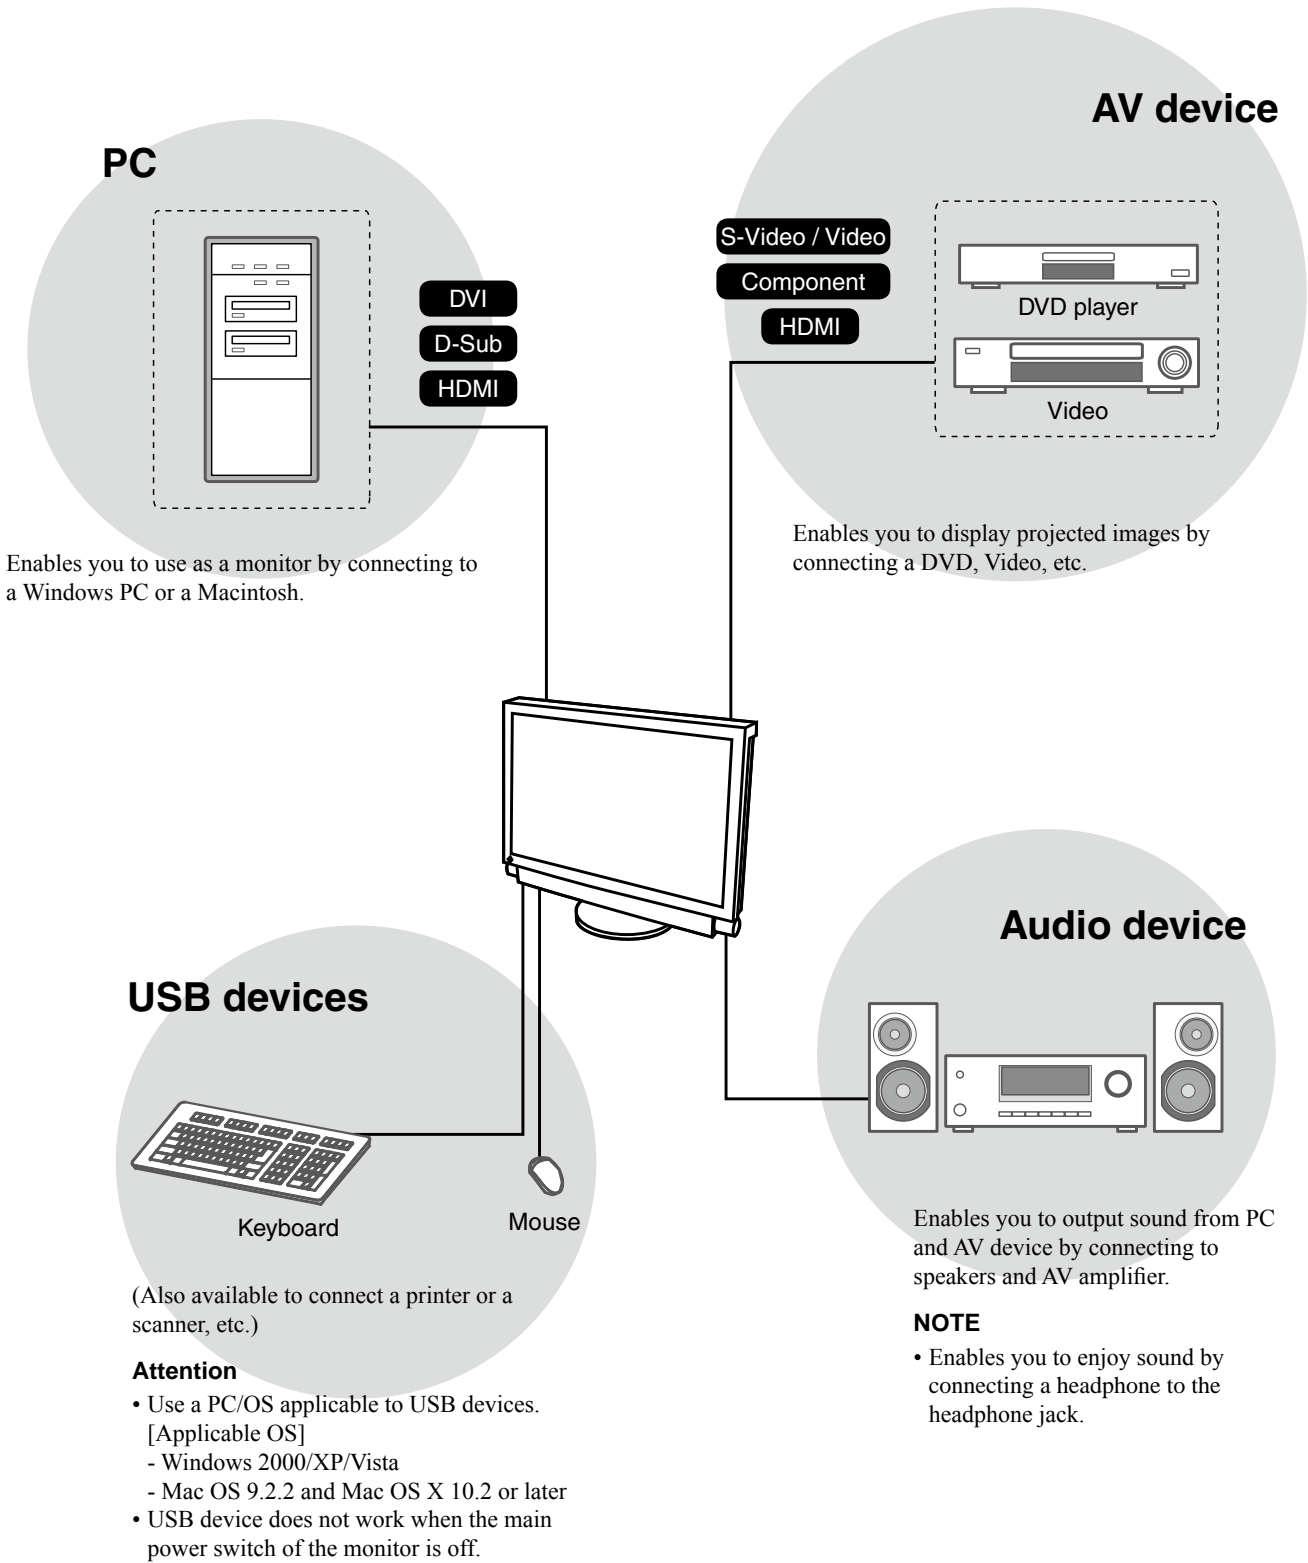 PC
DVI
D-Sub
HDMI
Enables you to use as a monitor by connecting to
a Windows PC or a Macintosh.
AV device
S-Video / Video
Component
HDMI
DVD player
Video
Enables you to display projected images by
connecting a DVD, Video, etc.
USB devices
Keyboard
Mouse
(Also available to connect a printer or a
scanner, etc.)
Attention
• Use a PC/OS applicable to USB devices.
[Applicable OS]
- Windows 2000/XP/Vista
- Mac OS 9.2.2 and Mac OS X 10.2 or later
• USB device does not work when the main
power switch of the monitor is off.
Audio device
Enables you to output sound from PC
and AV device by connecting to
speakers and AV amplifier.
NOTE
• Enables you to enjoy sound by
connecting a headphone to the
headphone jack.